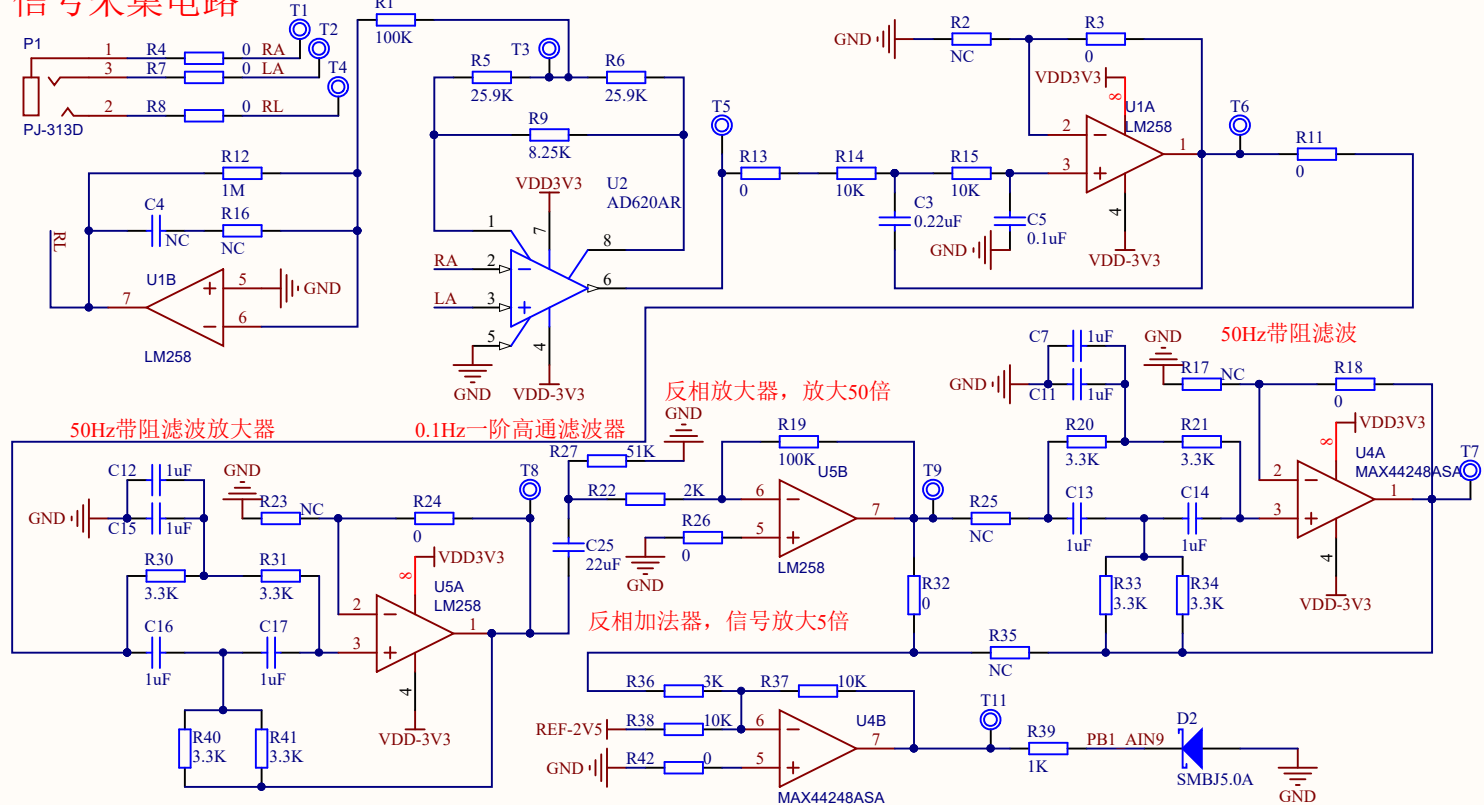 信号采集电路
P1
1 R4 0 RA T1
3 R7 0 LA T2
2 R8 0 RL T4
PJ-313D
R1
100K
R5
25.9K
T3
R6
25.9K
R9
8.25K
R12
1M
C4
NC
R16
NC
RL
U1B
7
5
6
GND
LM258
VDD3V3
U2
AD620AR
1
7
8
RA 2
LA 3
6
5
4
GND
VDD-3V3
T5
R13
0
R14
10K
R15
10K
C3
0.22uF
C5
0.1uF
GND
GND
R2
NC
R3
0
VDD3V3
8
U1A
LM258
2
3
1
4
VDD-3V3
T6
R11
0
50Hz带阻滤波放大器
C12 1uF
GND
C15 1uF
GND
R23 NC
R24
0
R30
3.3K
R31
3.3K
C16
1uF
C17
1uF
R40
3.3K
R41
3.3K
VDD3V3
8
U5A
LM258
2
3
1
4
VDD-3V3
0.1Hz一阶高通滤波器
T8
C25
22uF
反相放大器，放大50倍
GND
R27 51K
R22 2K
R19
100K
U5B
R26
0
GND
6
5
7
LM258
T9
R25
NC
R32
0
50Hz带阻滤波
C7 1uF
GND
C11 1uF
GND
R17 NC
R18
0
R20
3.3K
R21
3.3K
C13
1uF
C14
1uF
R33
3.3K
R34
3.3K
R35
NC
VDD3V3
8
U4A
MAX44248ASA
2
3
1
4
VDD-3V3
T7
反相加法器，信号放大5倍
R36 3K
R37 10K
REF-2V5 R38 10K
GND R42 0
6
5
7
U4B
MAX44248ASA
T11
R39
1K
PB1 AIN9
D2
SMBJ5.0A
GND